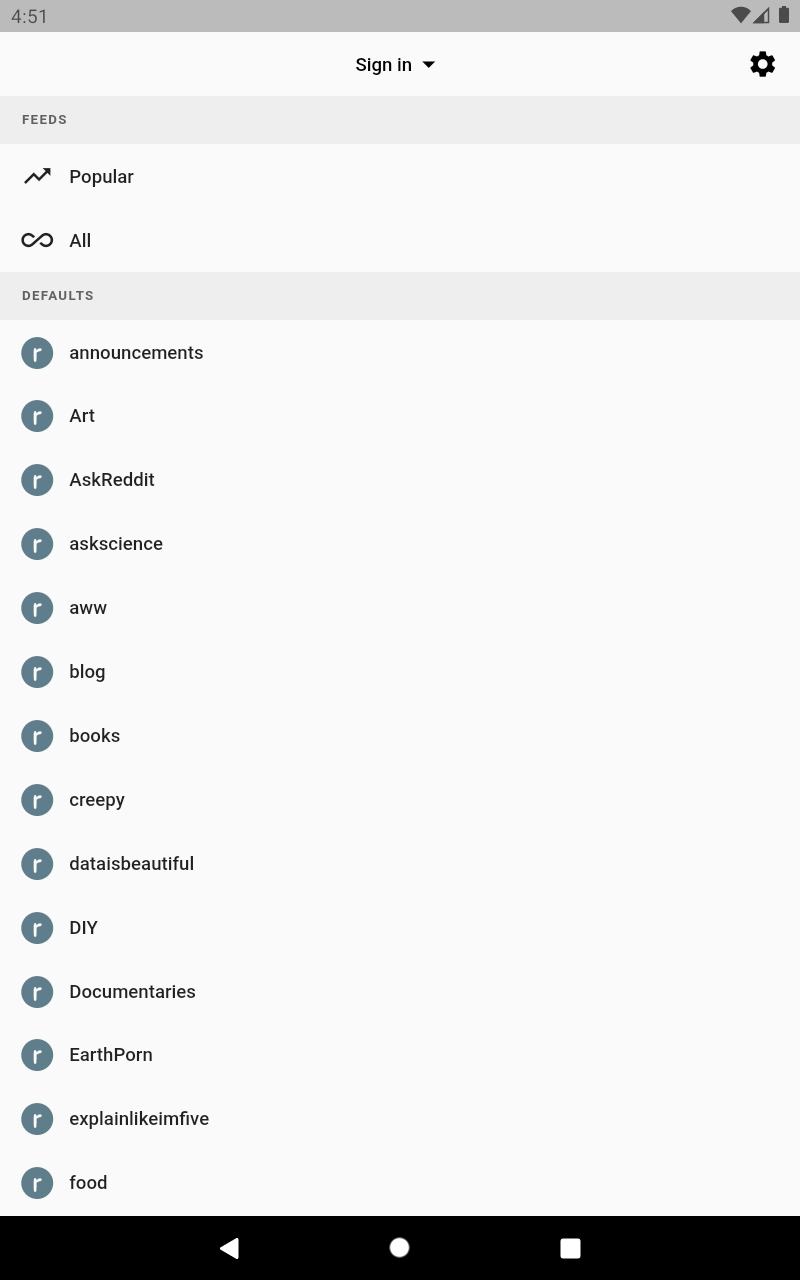 4:51
Sign in
FEEDS
Popular
All
DEFAULTS
r announcements
r Art
r AskReddit
r askscience
r aww
r blog
r books
r creepy
r dataisbeautiful
r DIY
r Documentaries
r EarthPorn
r explainlikeimfive
r food